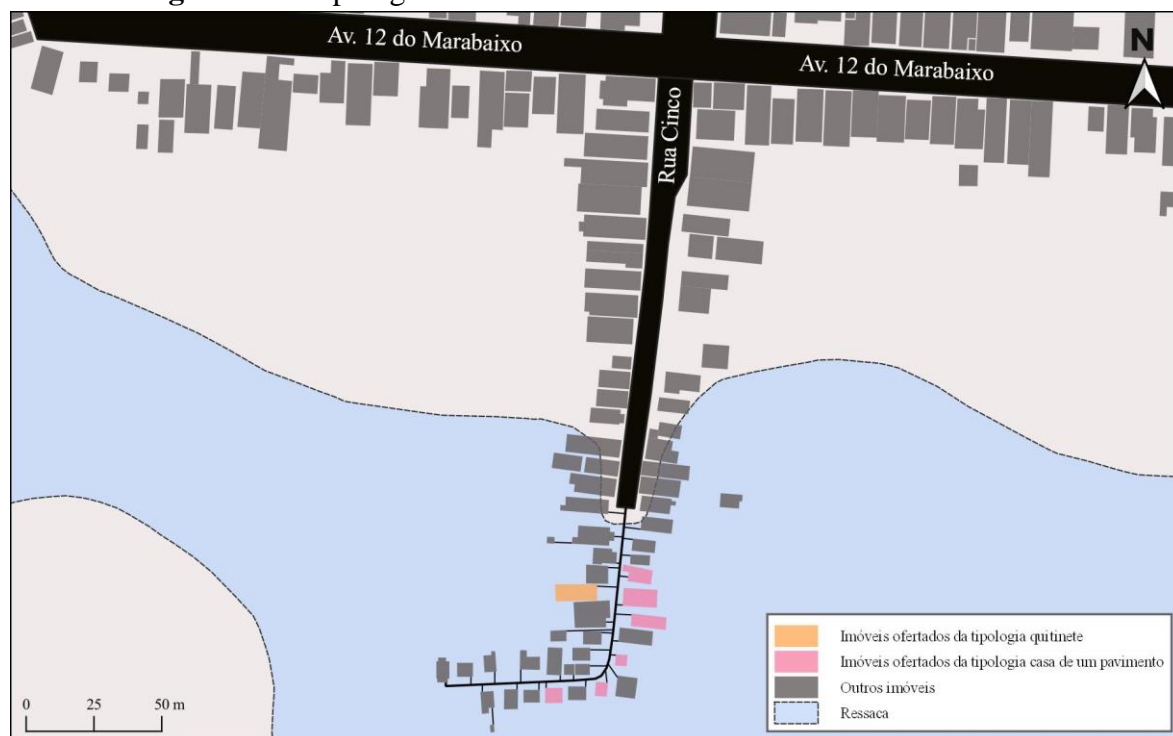 Av. 12 do Marabaixo
Av. 12 do Marabaixo
N
Rua Cinco
Imóveis ofertados da tipologia quitinete
Imóveis ofertados da tipologia casa de um pavimento
Outros imóveis
Ressaca
0 25 50 m